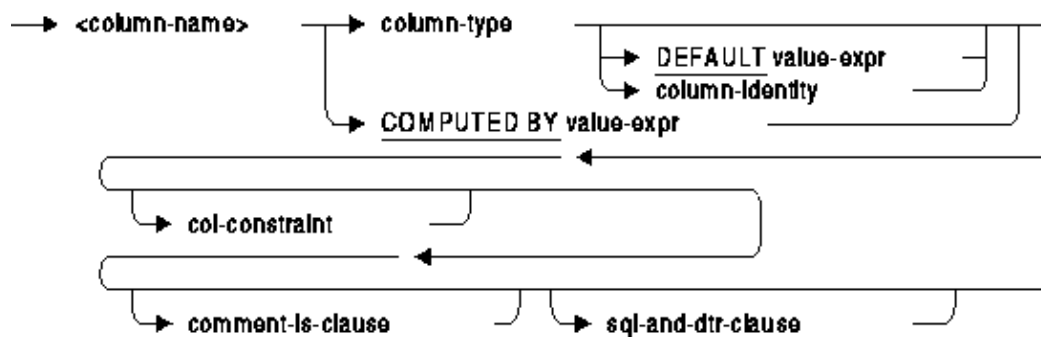 <column-name> column-type
DEFAULT value-expr
column-identity
COMPUTED BY value-expr
col-constraint
comment-is-clause sql-and-dtr-clause